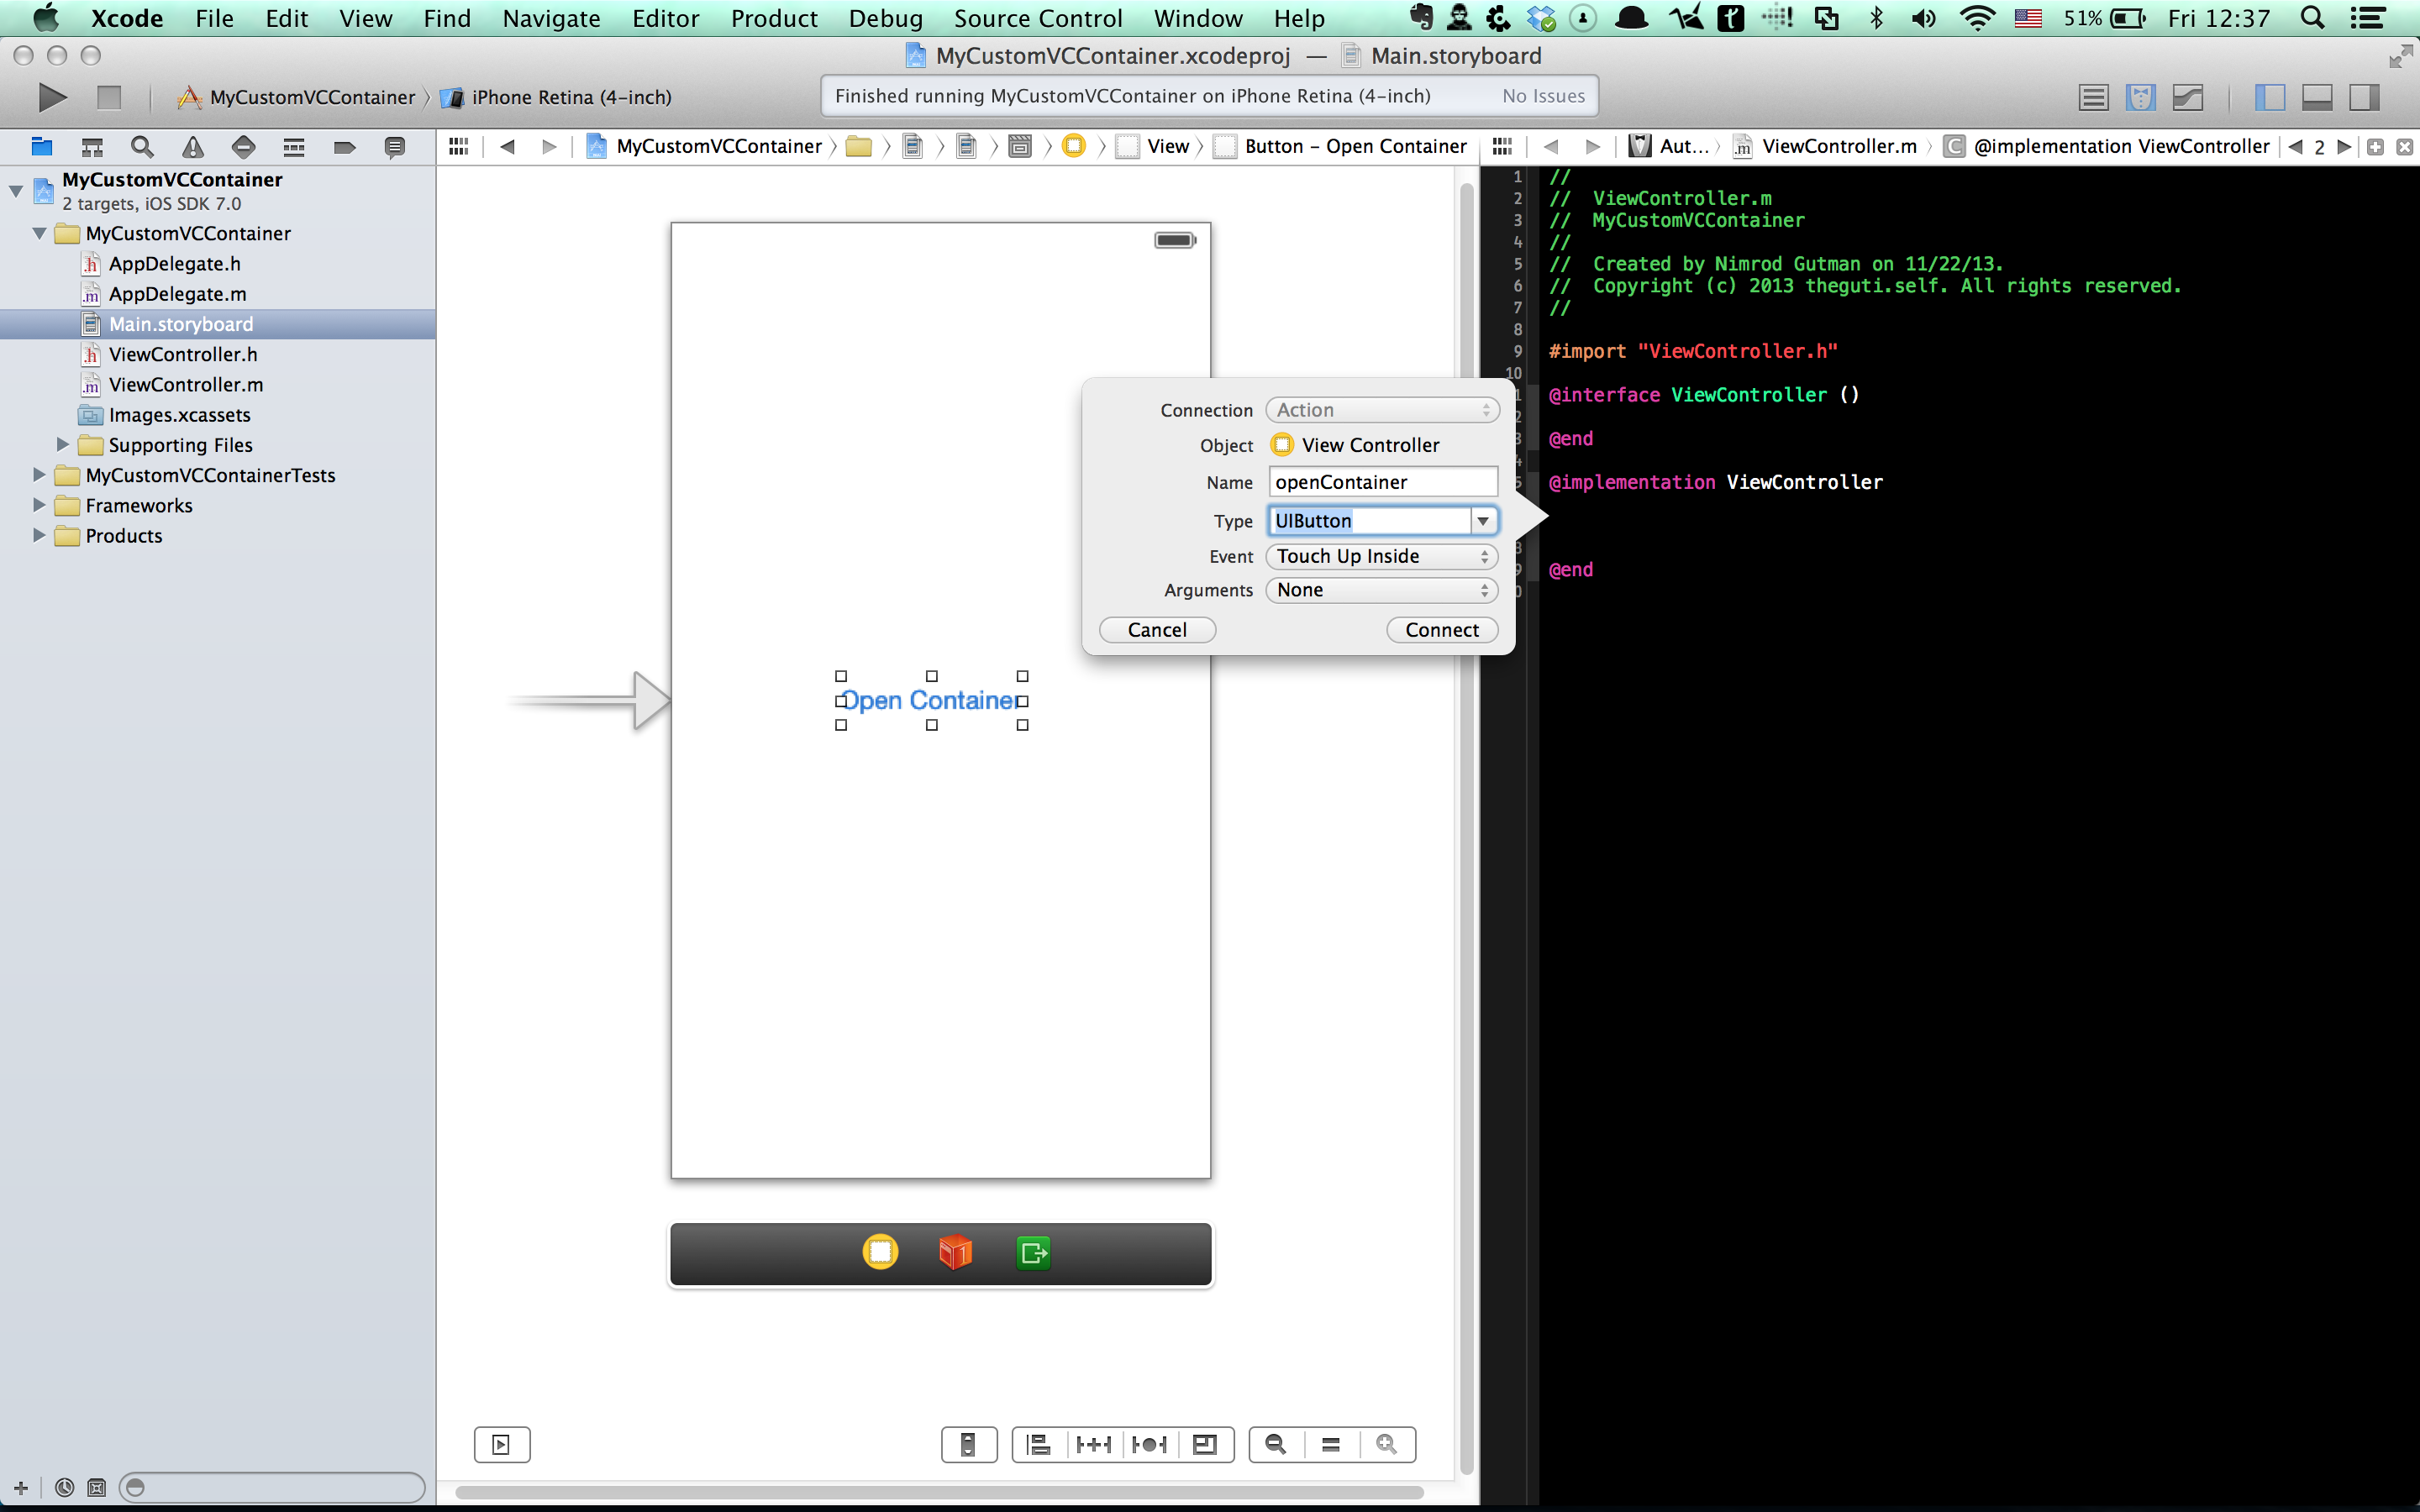 Xcode File Edit View Find Navigate Editor Product Debug Source Control Window Help 51% Fri 12:37
MyCustomVCContainer.xcodeproj — Main.storyboard
MyCustomVCContainer iPhone Retina (4-inch)
Finished running MyCustomVCContainer on iPhone Retina (4-inch) No Issues
MyCustomVCContainer View Button - Open Container
Aut... ViewController.m @implementation ViewController 2
MyCustomVCContainer
2 targets, iOS SDK 7.0
MyCustomVCContainer
AppDelegate.h
AppDelegate.m
Main.storyboard
ViewController.h
ViewController.m
Images.xcassets
Supporting Files
MyCustomVCContainerTests
Frameworks
Products
Open Container
Connection Action
Object View Controller
Name openContainer
Type UIButton
Event Touch Up Inside
Arguments None
Cancel Connect
1 //
2 // ViewController.m
3 // MyCustomVCContainer
4 //
5 // Created by Nimrod Gutman on 11/22/13.
6 // Copyright (c) 2013 theguti.self. All rights reserved.
7 //
8
9 #import "ViewController.h"
10
@interface ViewController ()
@end
@implementation ViewController
@end